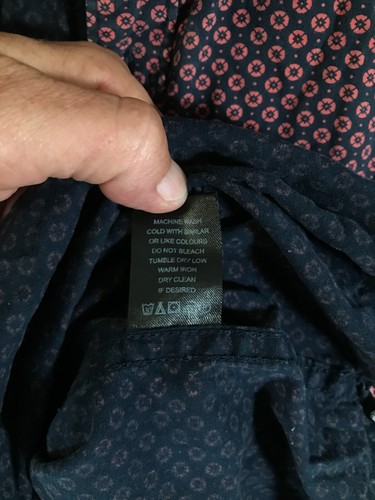 MACHINE WASH
COLD WITH SIMILAR
OR LIKE COLOURS
DO NOT BLEACH
TUMBLE DRY LOW
WARM IRON
DRY CLEAN
IF DESIRED